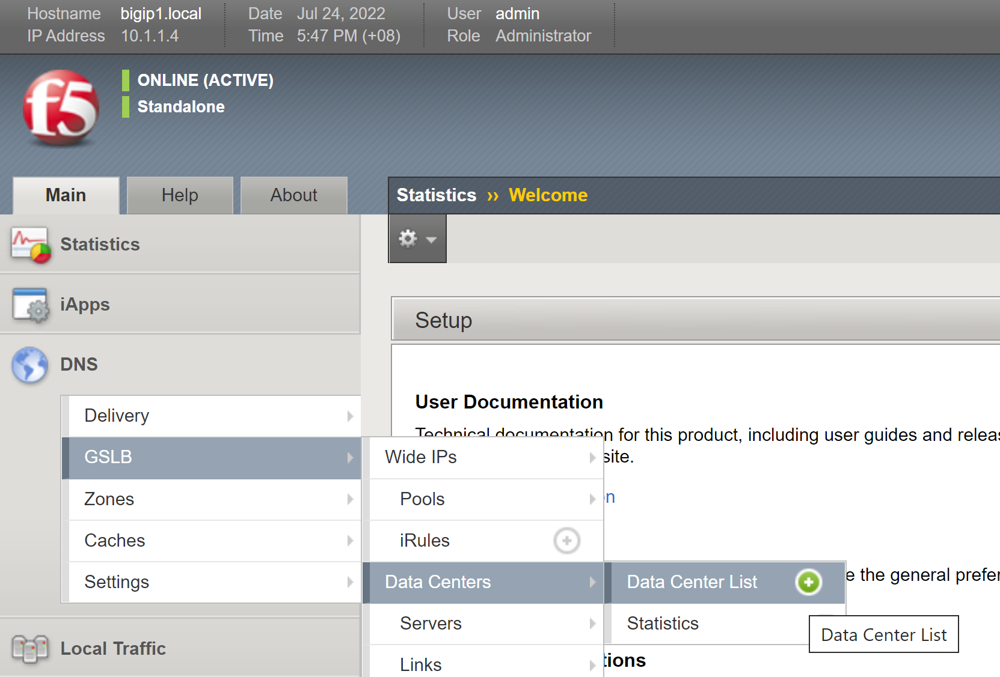 Hostname bigip1.local Date Jul 24, 2022 User admin
IP Address 10.1.1.4 Time 5:47 PM (+08) Role Administrator
f5
ONLINE (ACTIVE)
Standalone
Main Help About
Statistics ›› Welcome
Statistics
iApps
Setup
DNS
User Documentation
Delivery
Technical documentation for this product, including user guides and relea
GSLB
Wide IPs
site.
Zones
Pools
n
Caches
iRules
e the general prefer
Settings
Data Centers
Data Center List
Servers
Statistics
Data Center List
Local Traffic
Links
tions